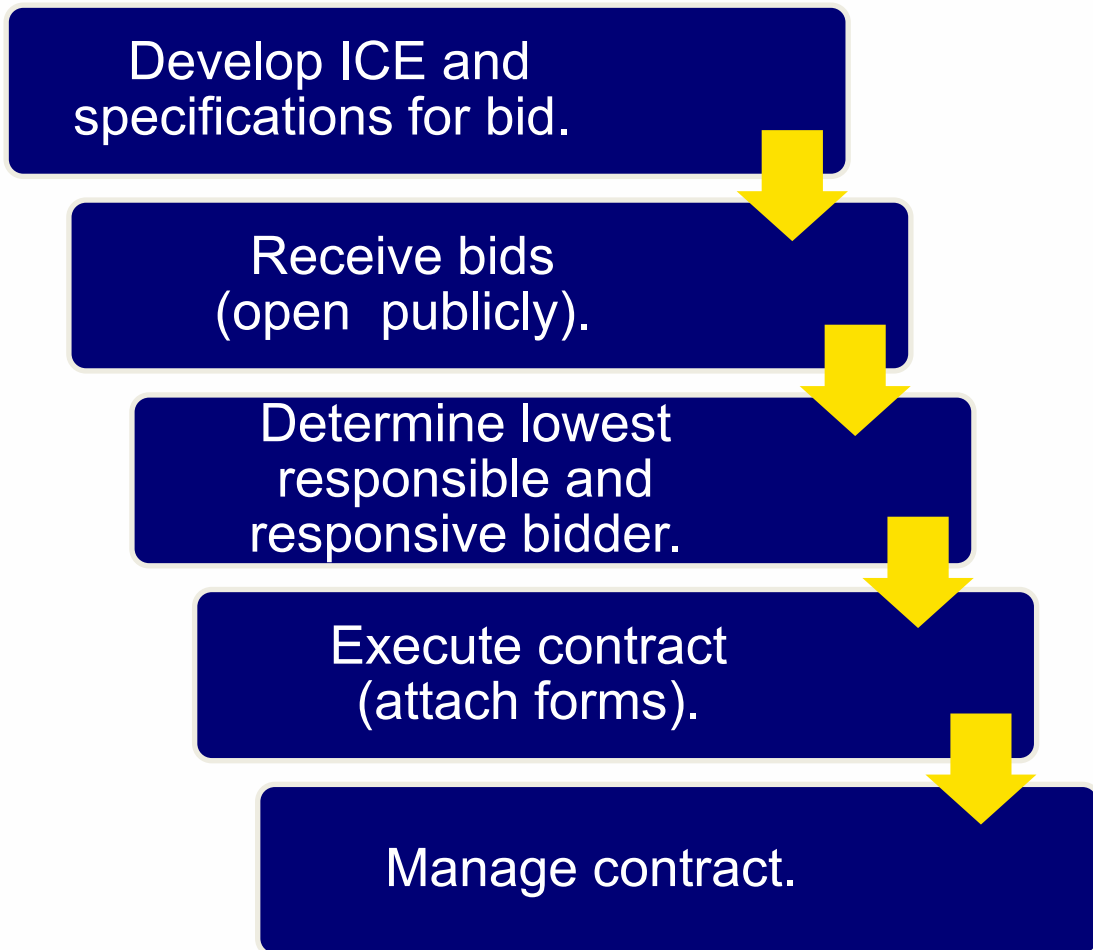 Develop ICE and
specifications for bid.
Receive bids
(open  publicly).
Determine lowest
responsible and
responsive bidder.
Execute contract
(attach forms).
Manage contract.